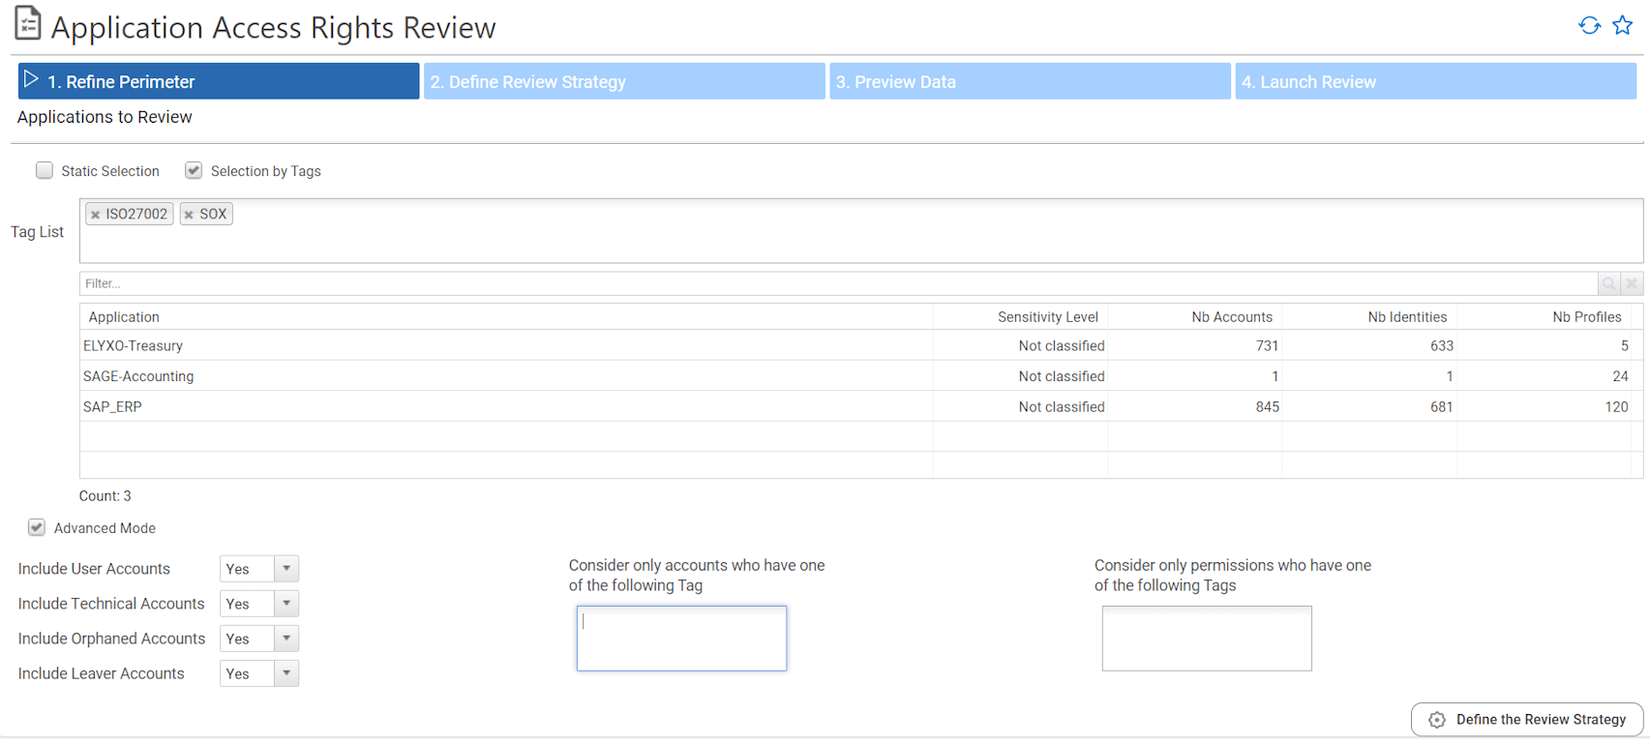 Application Access Rights Review
1. Refine Perimeter 2. Define Review Strategy 3. Preview Data 4. Launch Review
Applications to Review
Static Selection Selection by Tags
Tag List ISO27002 SOX
Filter...
Application Sensitivity Level Nb Accounts Nb Identities Nb Profiles
ELYXO-Treasury Not classified 731 633 5
SAGE-Accounting Not classified 1 1 24
SAP_ERP Not classified 845 681 120
Count: 3
Advanced Mode
Include User Accounts Yes
Include Technical Accounts Yes
Include Orphaned Accounts Yes
Include Leaver Accounts Yes
Consider only accounts who have one
of the following Tag
Consider only permissions who have one
of the following Tags
Define the Review Strategy